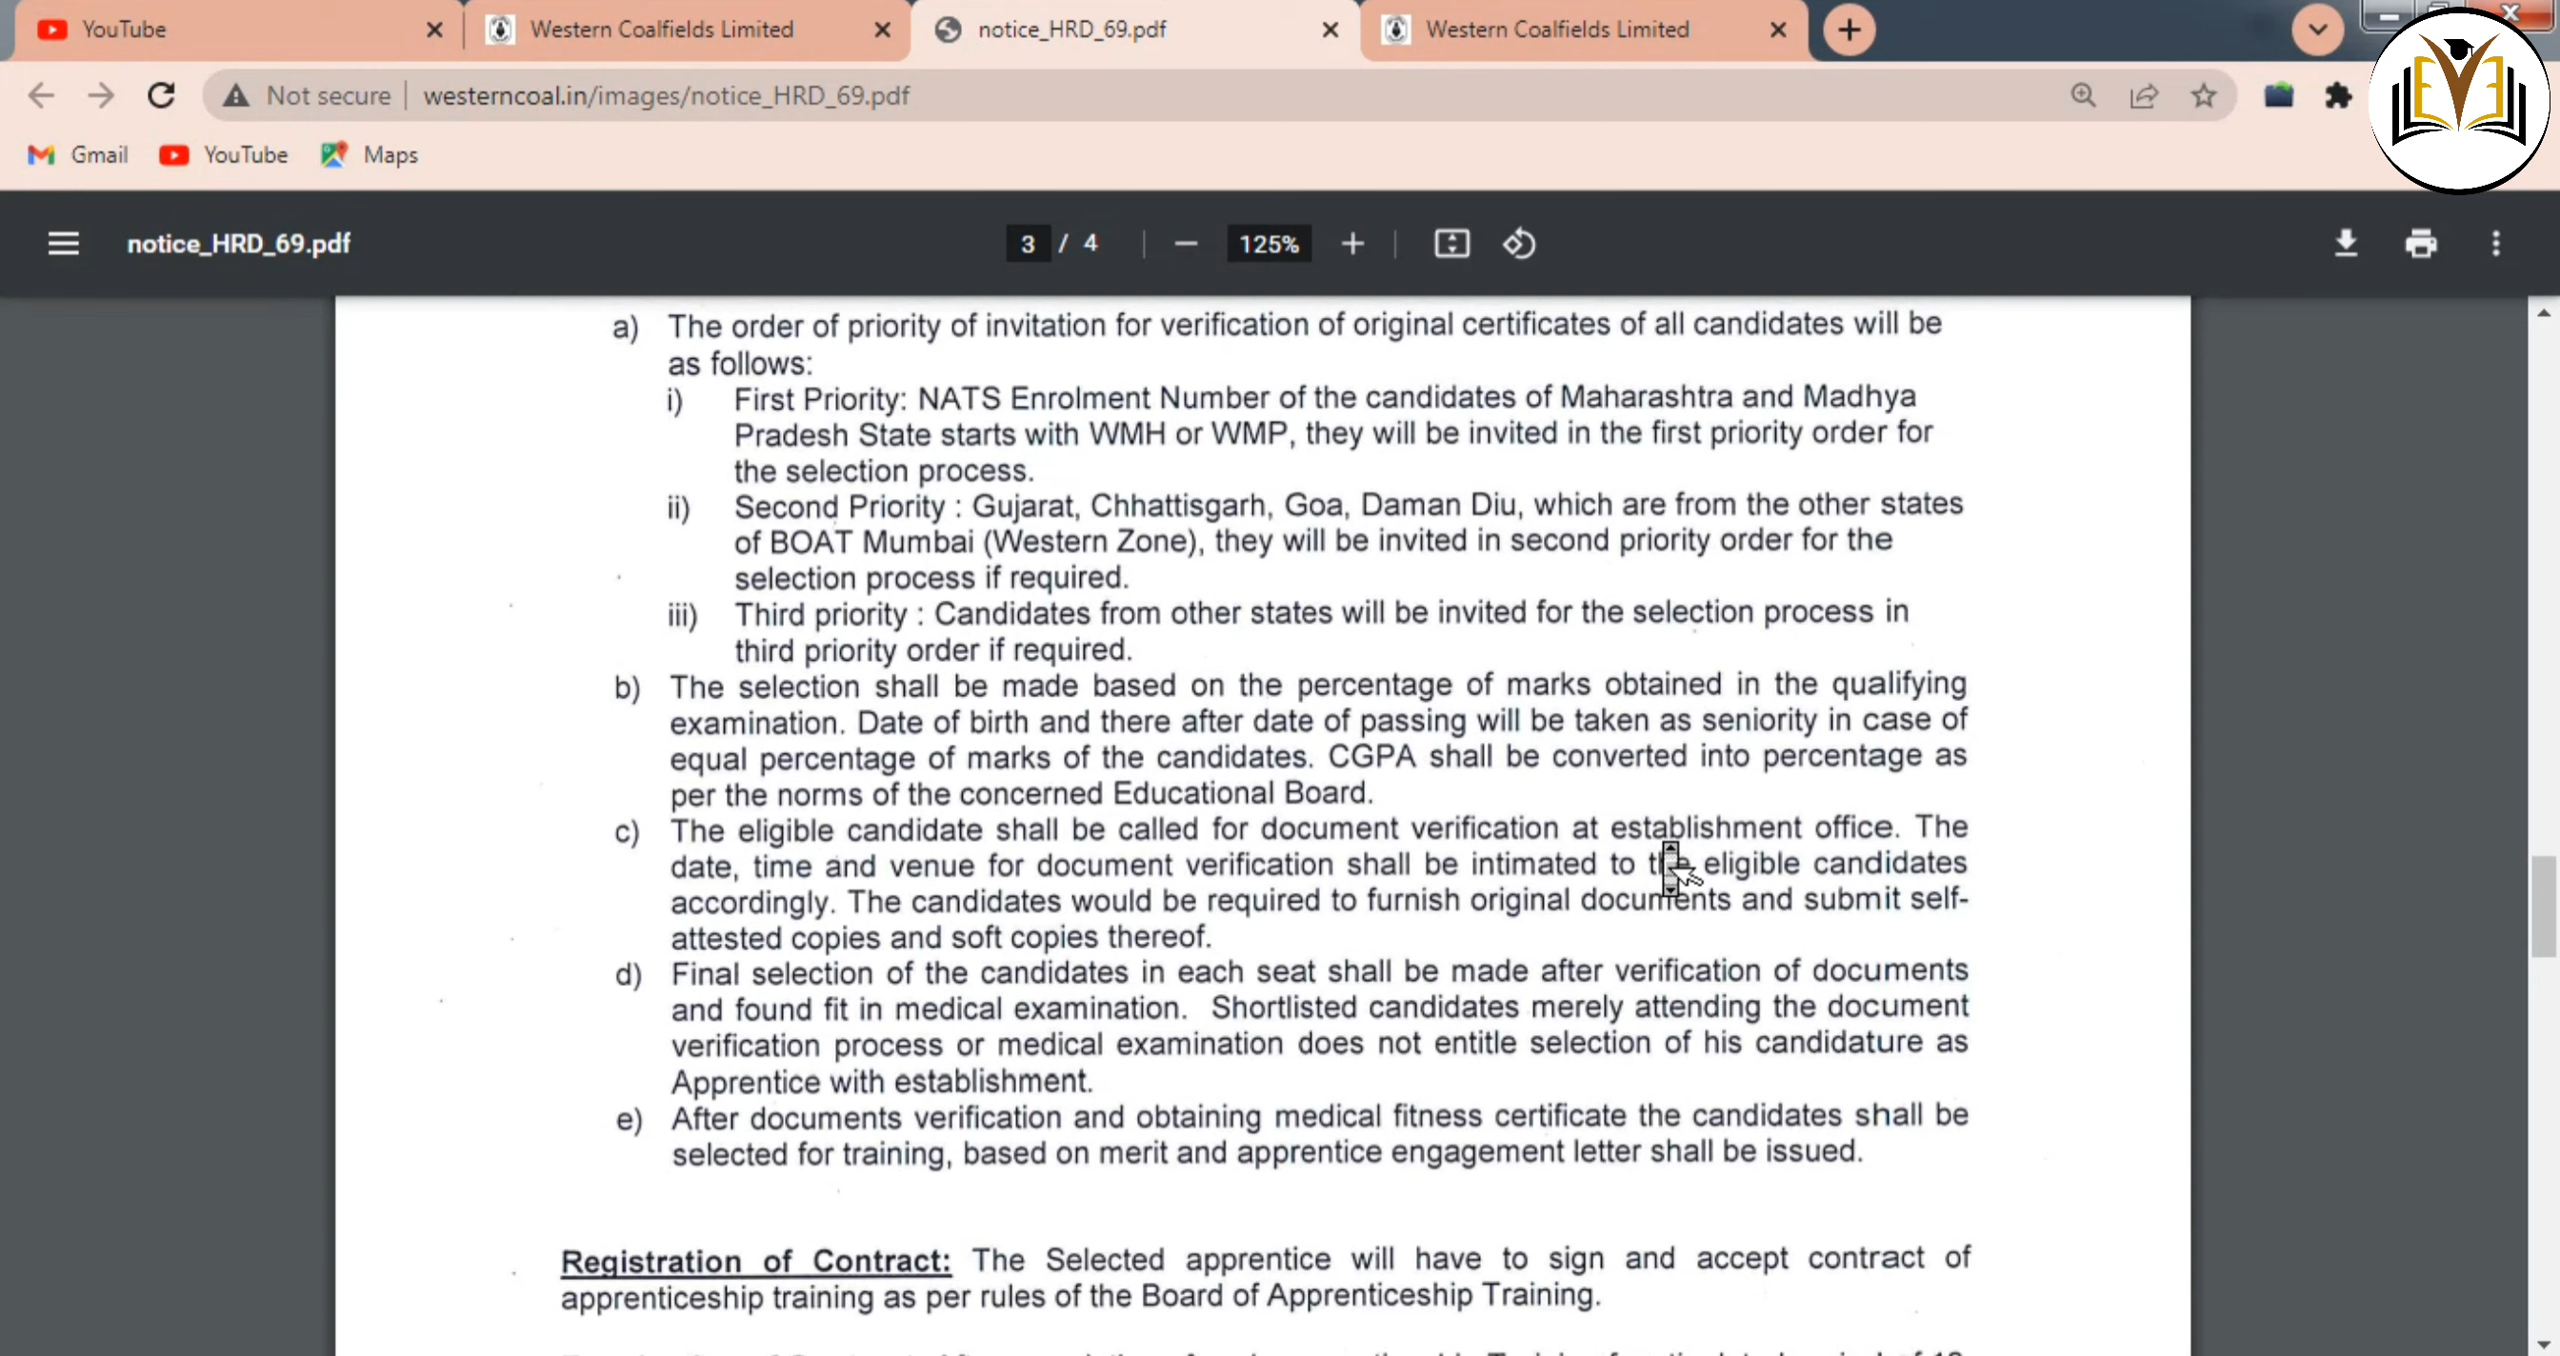 YouTube
Western Coalfields Limited
notice_HRD_69.pdf
Western Coalfields Limited
Not secure
westerncoal.in/images/notice_HRD_69.pdf
Gmail
YouTube
Maps
notice_HRD_69.pdf
3 / 4
125%
a) The order of priority of invitation for verification of original certificates of all candidates will be
as follows:
i) First Priority: NATS Enrolment Number of the candidates of Maharashtra and Madhya
Pradesh State starts with WMH or WMP, they will be invited in the first priority order for
the selection process.
ii) Second Priority : Gujarat, Chhattisgarh, Goa, Daman Diu, which are from the other states
of BOAT Mumbai (Western Zone), they will be invited in second priority order for the
selection process if required.
iii) Third priority : Candidates from other states will be invited for the selection process in
third priority order if required.
b) The selection shall be made based on the percentage of marks obtained in the qualifying
examination. Date of birth and there after date of passing will be taken as seniority in case of
equal percentage of marks of the candidates. CGPA shall be converted into percentage as
per the norms of the concerned Educational Board.
c) The eligible candidate shall be called for document verification at establishment office. The
date, time and venue for document verification shall be intimated to the eligible candidates
accordingly. The candidates would be required to furnish original documents and submit self-
attested copies and soft copies thereof.
d) Final selection of the candidates in each seat shall be made after verification of documents
and found fit in medical examination. Shortlisted candidates merely attending the document
verification process or medical examination does not entitle selection of his candidature as
Apprentice with establishment.
e) After documents verification and obtaining medical fitness certificate the candidates shall be
selected for training, based on merit and apprentice engagement letter shall be issued.
Registration of Contract: The Selected apprentice will have to sign and accept contract of
apprenticeship training as per rules of the Board of Apprenticeship Training.